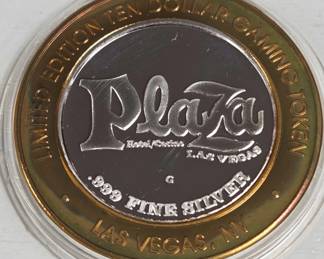 LIMITED EDITION TEN DOLLAR GAMING TOKEN
PlaZa
Hotel/Casino
LAS VEGAS
G
.999 FINE SILVER
• LAS VEGAS, NV •